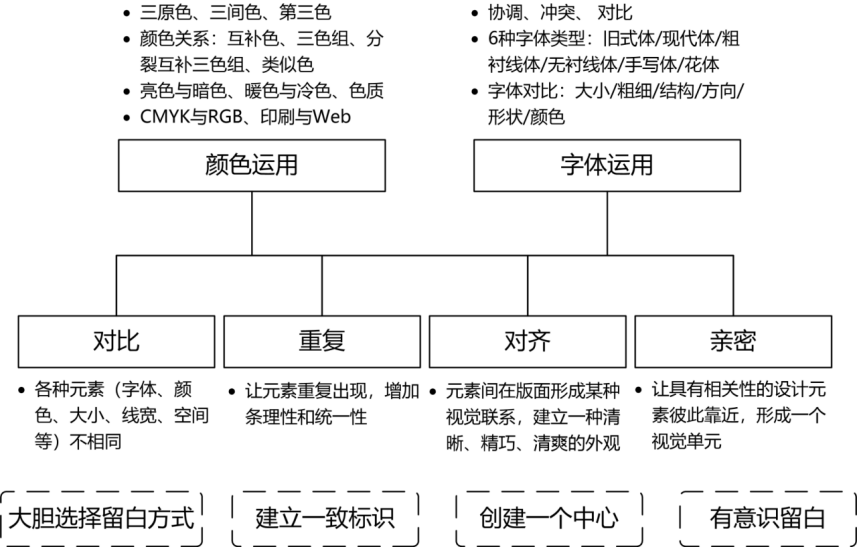 • 三原色、三间色、第三色
• 颜色关系：互补色、三色组、分
裂互补三色组、类似色
• 亮色与暗色、暖色与冷色、色质
• CMYK与RGB、印刷与Web
• 协调、冲突、 对比
• 6种字体类型：旧式体/现代体/粗
衬线体/无衬线体/手写体/花体
• 字体对比：大小/粗细/结构/方向/
形状/颜色
颜色运用
字体运用
对比
• 各种元素（字体、颜
色、大小、线宽、空间
等）不相同
重复
• 让元素重复出现，增加
条理性和统一性
对齐
• 元素间在版面形成某种
视觉联系，建立一种清
晰、精巧、清爽的外观
亲密
• 让具有相关性的设计元
素彼此靠近，形成一个
视觉单元
大胆选择留白方式
建立一致标识
创建一个中心
有意识留白